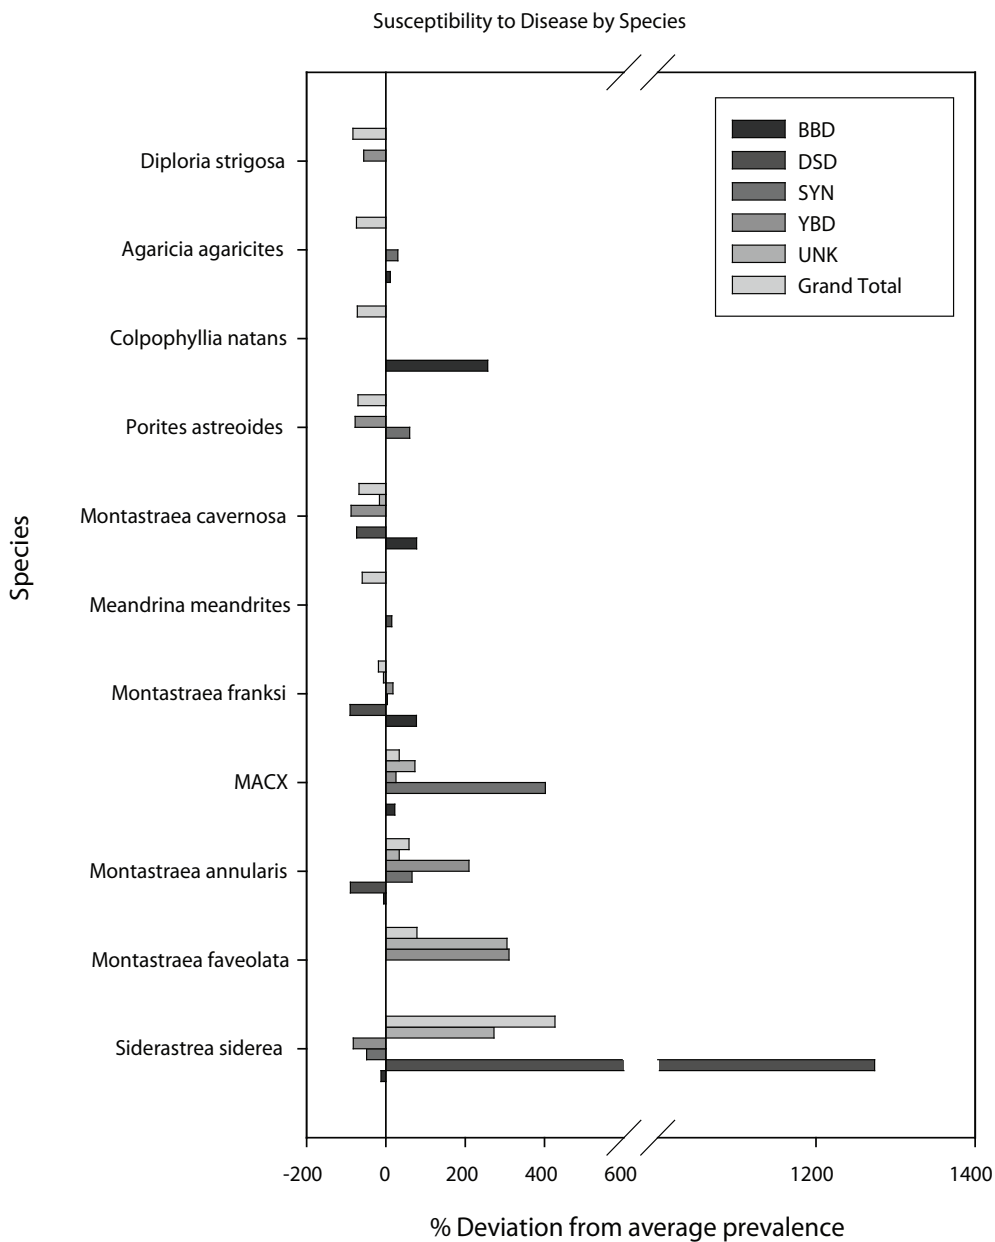 Susceptibility to Disease by Species
BBD
DSD
SYN
YBD
UNK
Grand Total
Diploria strigosa
Agaricia agaricites
Colpophyllia natans
Porites astreoides
Montastraea cavernosa
Meandrina meandrites
Montastraea franksi
MACX
Montastraea annularis
Montastraea faveolata
Siderastrea siderea
Species
-200 0 200 400 600 1200 1400
% Deviation from average prevalence